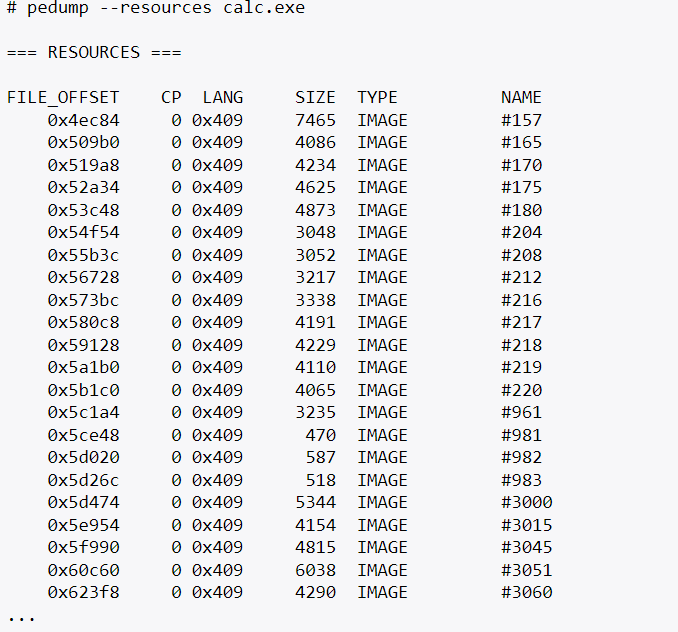 # pedump --resources calc.exe
=== RESOURCES ===
FILE_OFFSET    CP  LANG     SIZE  TYPE          NAME
    0x4ec84     0 0x409     7465  IMAGE         #157
    0x509b0     0 0x409     4086  IMAGE         #165
    0x519a8     0 0x409     4234  IMAGE         #170
    0x52a34     0 0x409     4625  IMAGE         #175
    0x53c48     0 0x409     4873  IMAGE         #180
    0x54f54     0 0x409     3048  IMAGE         #204
    0x55b3c     0 0x409     3052  IMAGE         #208
    0x56728     0 0x409     3217  IMAGE         #212
    0x573bc     0 0x409     3338  IMAGE         #216
    0x580c8     0 0x409     4191  IMAGE         #217
    0x59128     0 0x409     4229  IMAGE         #218
    0x5a1b0     0 0x409     4110  IMAGE         #219
    0x5b1c0     0 0x409     4065  IMAGE         #220
    0x5c1a4     0 0x409     3235  IMAGE         #961
    0x5ce48     0 0x409      470  IMAGE         #981
    0x5d020     0 0x409      587  IMAGE         #982
    0x5d26c     0 0x409      518  IMAGE         #983
    0x5d474     0 0x409     5344  IMAGE         #3000
    0x5e954     0 0x409     4154  IMAGE         #3015
    0x5f990     0 0x409     4815  IMAGE         #3045
    0x60c60     0 0x409     6038  IMAGE         #3051
    0x623f8     0 0x409     4290  IMAGE         #3060
...